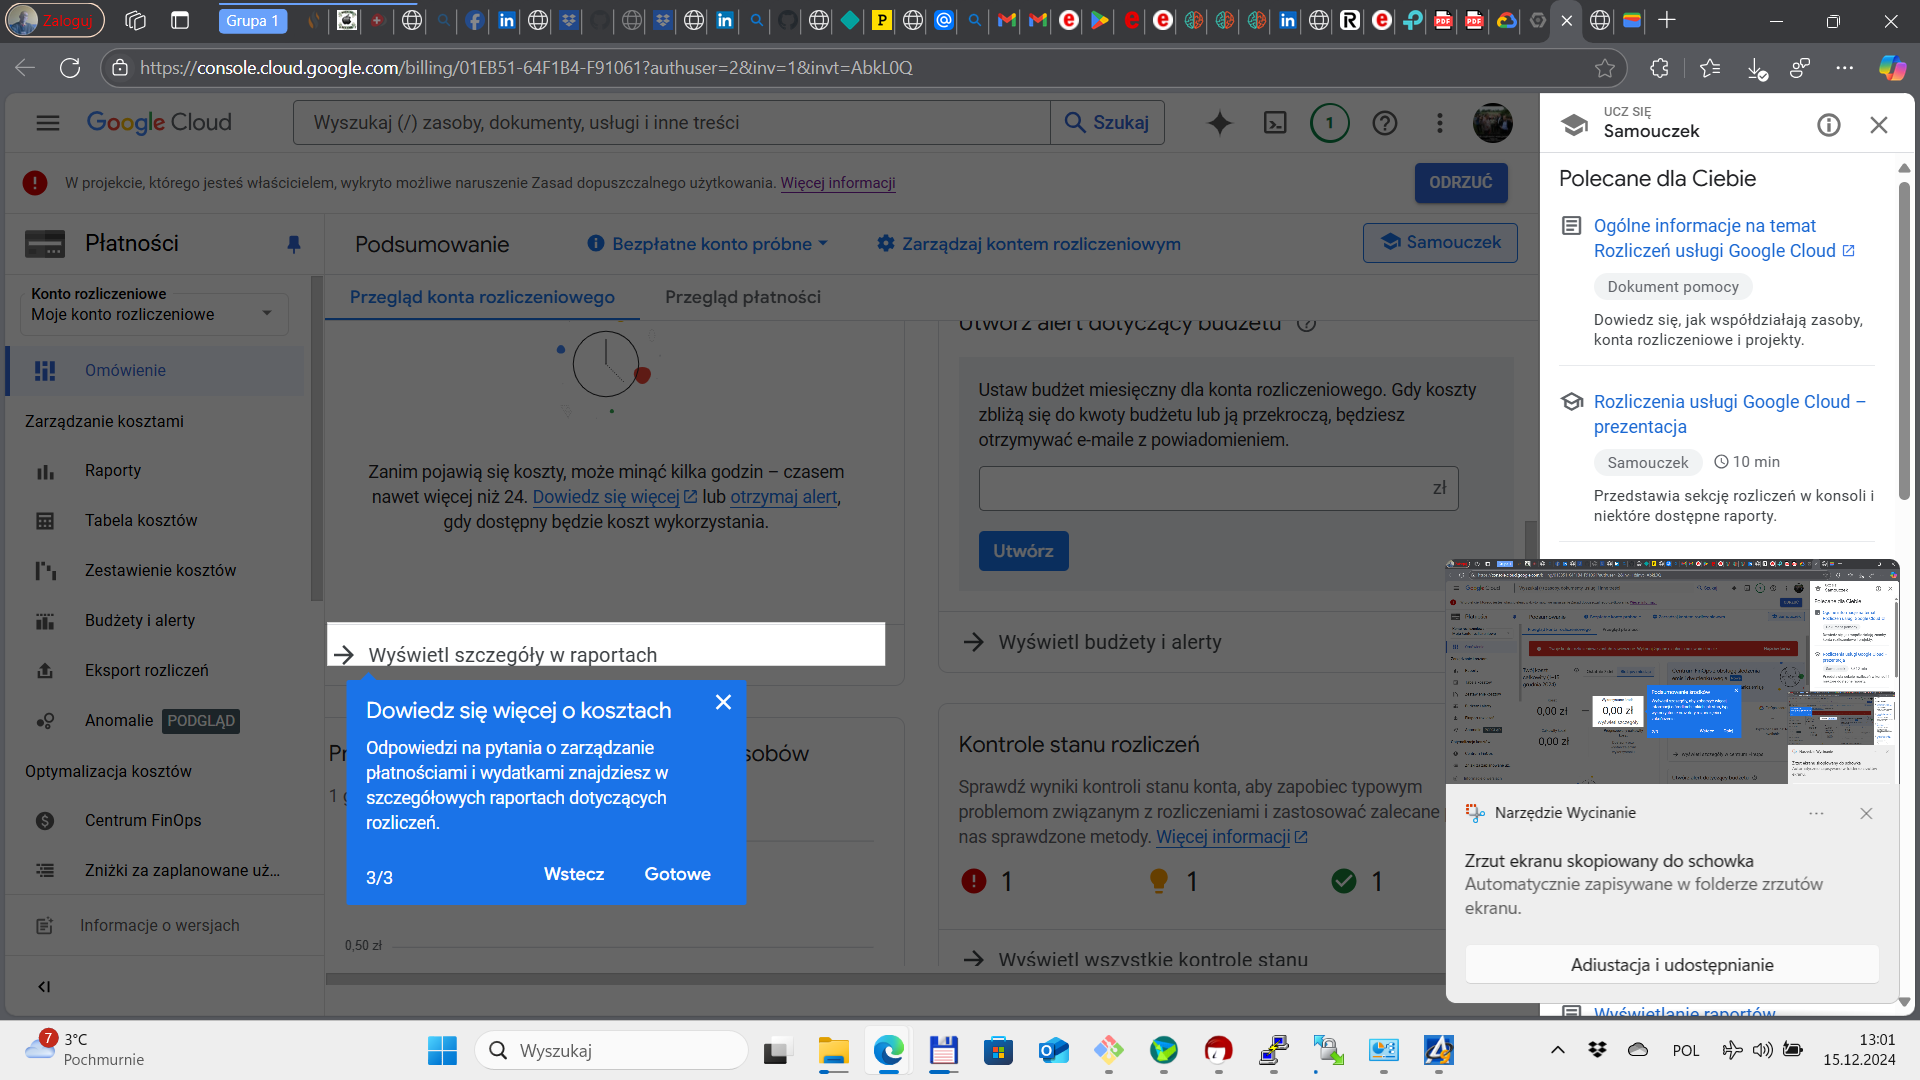 Zaloguj
Grupa 1
https://console.cloud.google.com/billing/01EB51-64F1B4-F91061?authuser=2&inv=1&invt=AbkL0Q
Google Cloud
Wyszukaj (/) zasoby, dokumenty, usługi i inne treści
Szukaj
1
W projekcie, którego jesteś właścicielem, wykryto możliwe naruszenie Zasad dopuszczalnego użytkowania. Więcej informacji
ODRZUĆ
Płatności
Konto rozliczeniowe
Moje konto rozliczeniowe
Omówienie
Zarządzanie kosztami
Raporty
Tabela kosztów
Zestawienie kosztów
Budżety i alerty
Eksport rozliczeń
Anomalie PODGLĄD
Optymalizacja kosztów
Centrum FinOps
Zniżki za zaplanowane uż...
Informacje o wersjach
Podsumowanie
Bezpłatne konto próbne
Zarządzaj kontem rozliczeniowym
Samouczek
Przegląd konta rozliczeniowego
Przegląd płatności
Zanim pojawią się koszty, może minąć kilka godzin – czasem
nawet więcej niż 24. Dowiedz się więcej lub otrzymaj alert,
gdy dostępny będzie koszt wykorzystania.
Wyświetl szczegóły w raportach
Dowiedz się więcej o kosztach
Odpowiedzi na pytania o zarządzanie
płatnościami i wydatkami znajdziesz w
szczegółowych raportach dotyczących
rozliczeń.
3/3
Wstecz
Gotowe
0,50 zł
Utwórz alert dotyczący budżetu
Ustaw budżet miesięczny dla konta rozliczeniowego. Gdy koszty
zbliżą się do kwoty budżetu lub ją przekroczą, będziesz
otrzymywać e-maile z powiadomieniem.
zł
Utwórz
Wyświetl budżety i alerty
Kontrole stanu rozliczeń
Sprawdź wyniki kontroli stanu konta, aby zapobiec typowym
problemom związanym z rozliczeniami i zastosować zalecane p
nas sprawdzone metody. Więcej informacji
1
1
1
Wyświetl wszystkie kontrole stanu
UCZ SIĘ
Samouczek
Polecane dla Ciebie
Ogólne informacje na temat
Rozliczeń usługi Google Cloud
Dokument pomocy
Dowiedz się, jak współdziałają zasoby,
konta rozliczeniowe i projekty.
Rozliczenia usługi Google Cloud –
prezentacja
Samouczek
10 min
Przedstawia sekcję rozliczeń w konsoli i
niektóre dostępne raporty.
0,00 zł
0,00 zł
0,00 zł
Narzędzie Wycinanie
Zrzut ekranu skopiowany do schowka
Automatycznie zapisywane w folderze zrzutów
ekranu.
Adiustacja i udostępnianie
Wyświetlanie raportów
7
3°C
Pochmurnie
Wyszukaj
POL
13:01
15.12.2024